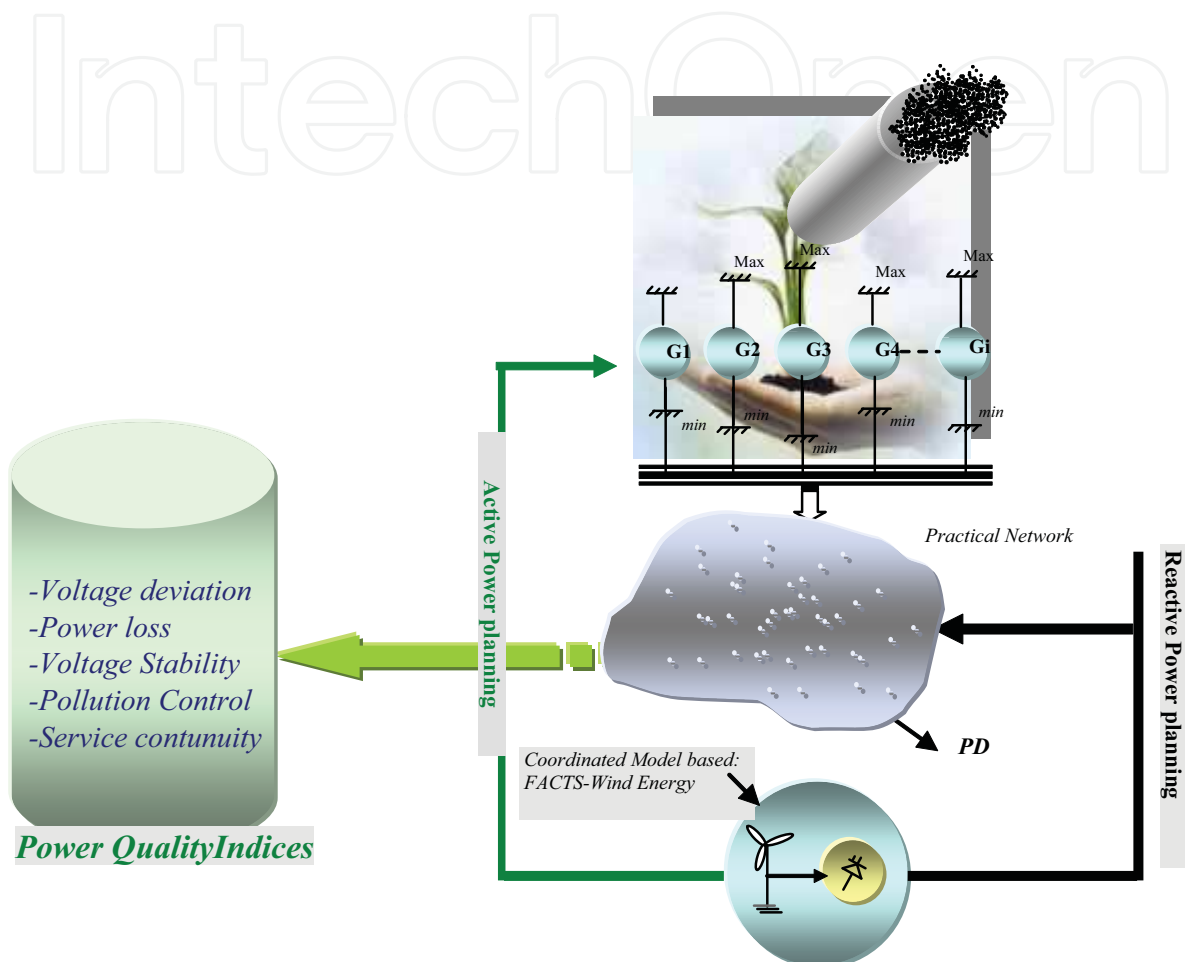 IntechOpen
Max
Max
Max
Max
G1
G2
G3
G4
Gi
min
min
min
min
min
Active Power planning
Practical Network
Reactive Power planning
-Voltage deviation
-Power loss
-Voltage Stability
-Pollution Control
-Service contunuity
PD
Coordinated Model based:
FACTS-Wind Energy
Power QualityIndices